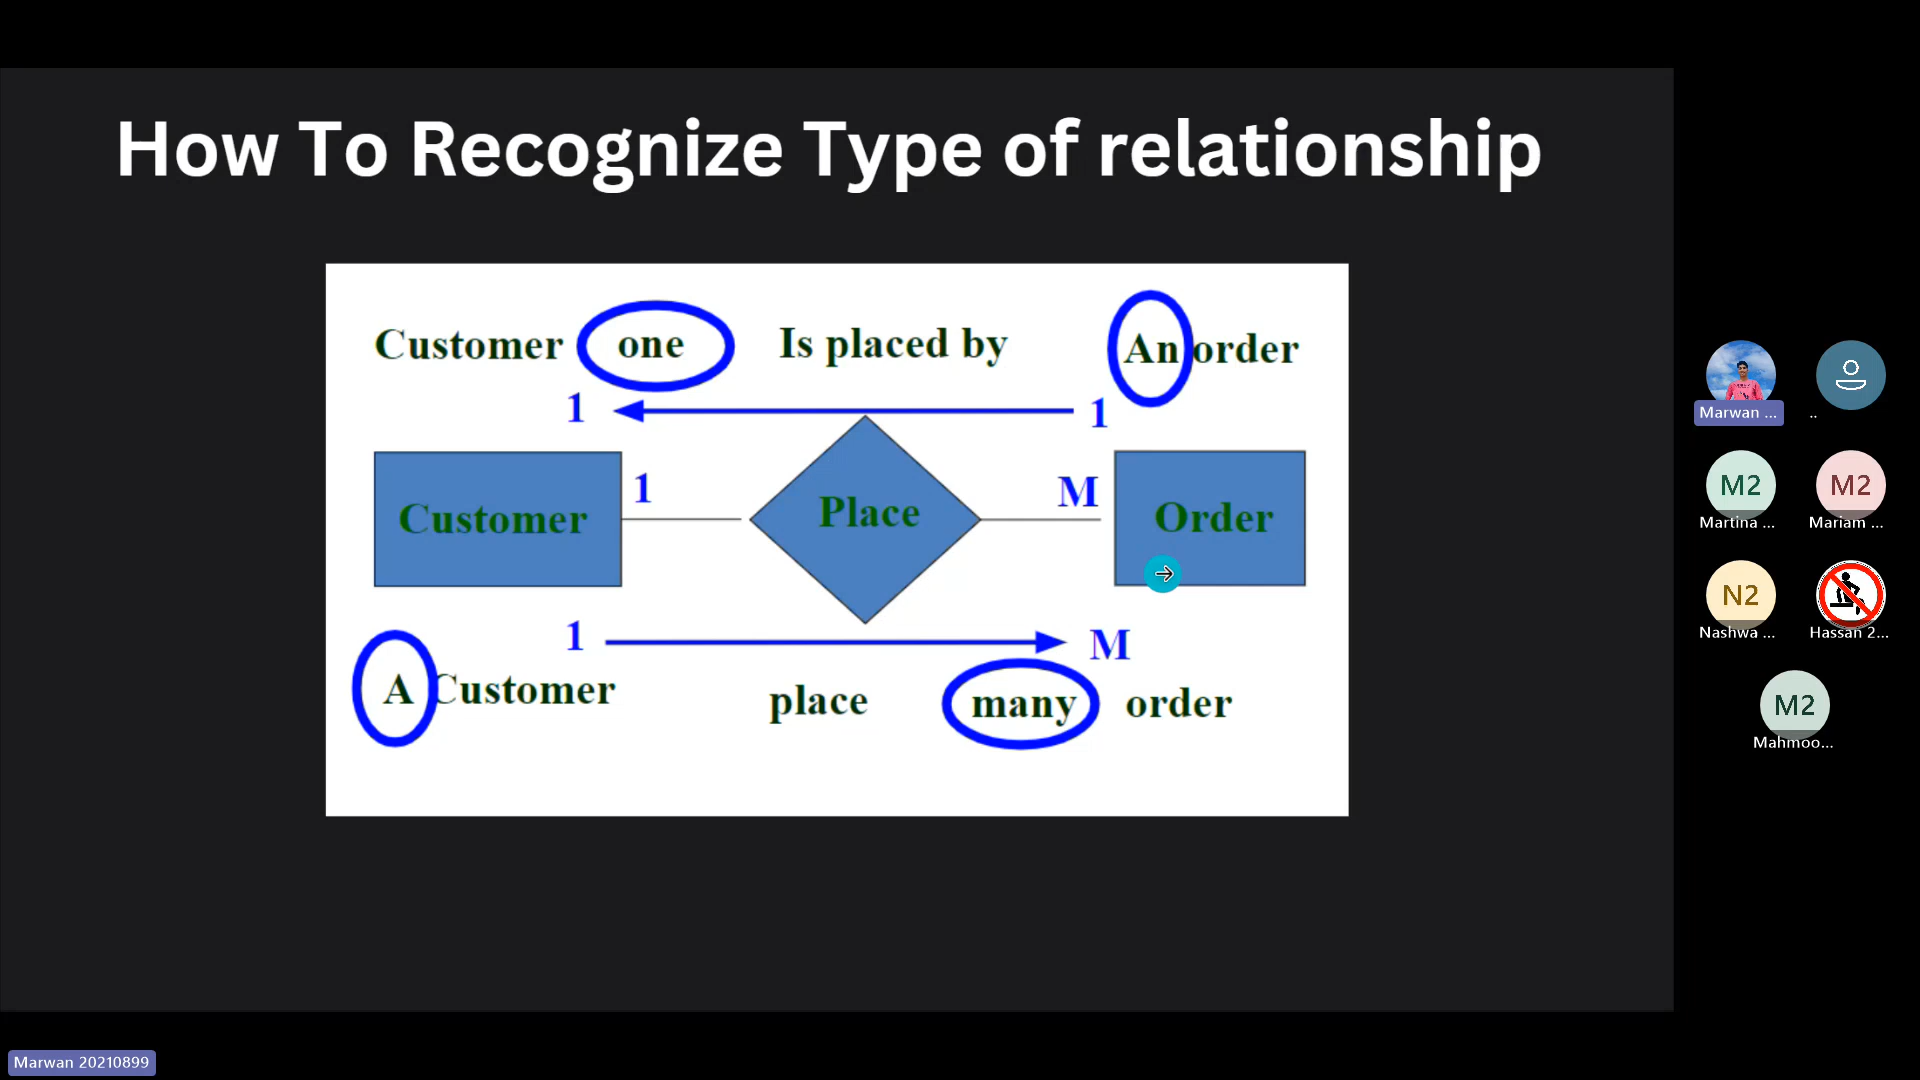 How To Recognize Type of relationship
Customer one Is placed by An order
1 1
Customer 1 Place M Order
1 M
A Customer place many order
Marwan ...
..
M2 M2
Martina ... Mariam ...
N2
Nashwa ... Hassan 2...
M2
Mahmoo...
Marwan 20210899